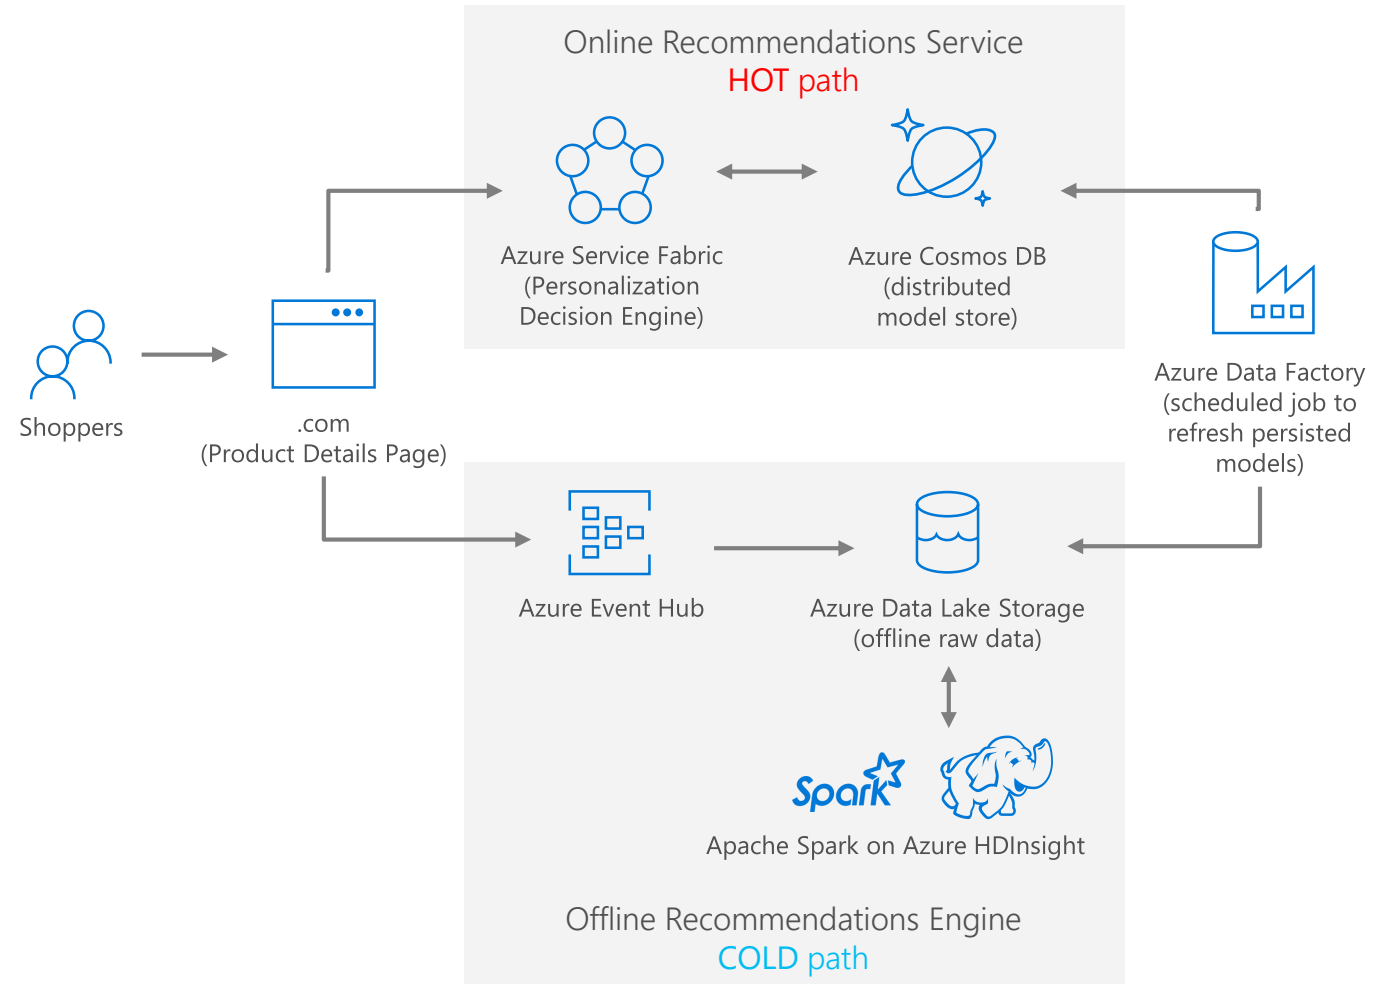 Online Recommendations Service
HOT path
Azure Service Fabric
(Personalization
Decision Engine)
Azure Cosmos DB
(distributed
model store)
Shoppers
.com
(Product Details Page)
Azure Data Factory
(scheduled job to
refresh persisted
models)
Azure Event Hub
Azure Data Lake Storage
(offline raw data)
Spark
Apache Spark on Azure HDInsight
Offline Recommendations Engine
COLD path